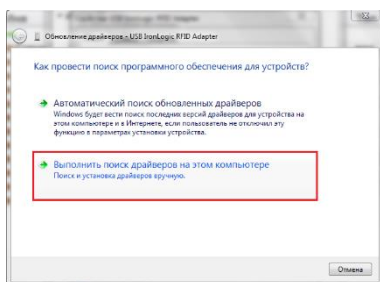 Обновление драйверов - USB IronLogic RFID Adapter
Как провести поиск программного обеспечения для устройств?
Автоматический поиск обновленных драйверов
Windows будет вести поиск последних версий драйверов для устройства на
этом компьютере и в Интернете, если пользователь не отключил эту
функцию в параметрах установки устройства.
Выполнить поиск драйверов на этом компьютере
Поиск и установка драйверов вручную.
Отмена